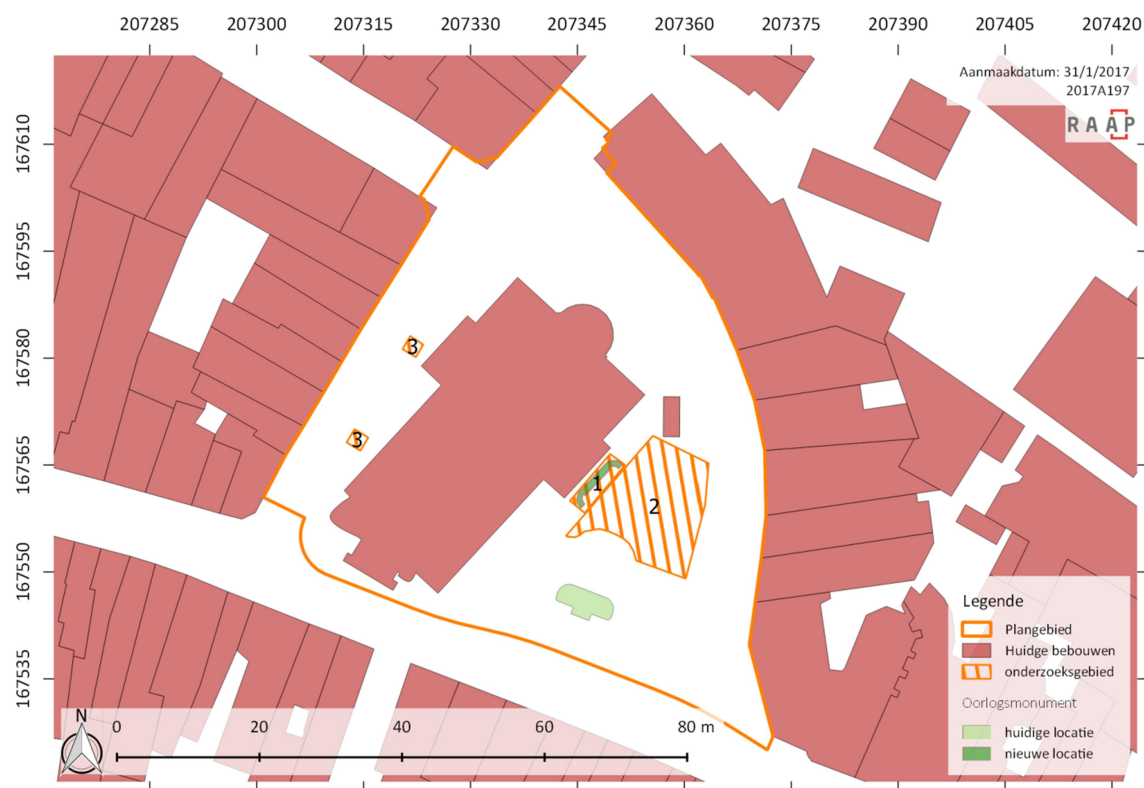 207285 207300 207315 207330 207345 207360 207375 207390 207405 207420
Aanmaakdatum: 31/1/2017
2017A197
RAAP
167610
167595
167580
167565
167550
167535
3
3
1
2
Legende
Plangebied
Huidge bebouwen
onderzoeksgebied
Oorlogsmonument
huidige locatie
nieuwe locatie
N
0 20 40 60 80 m